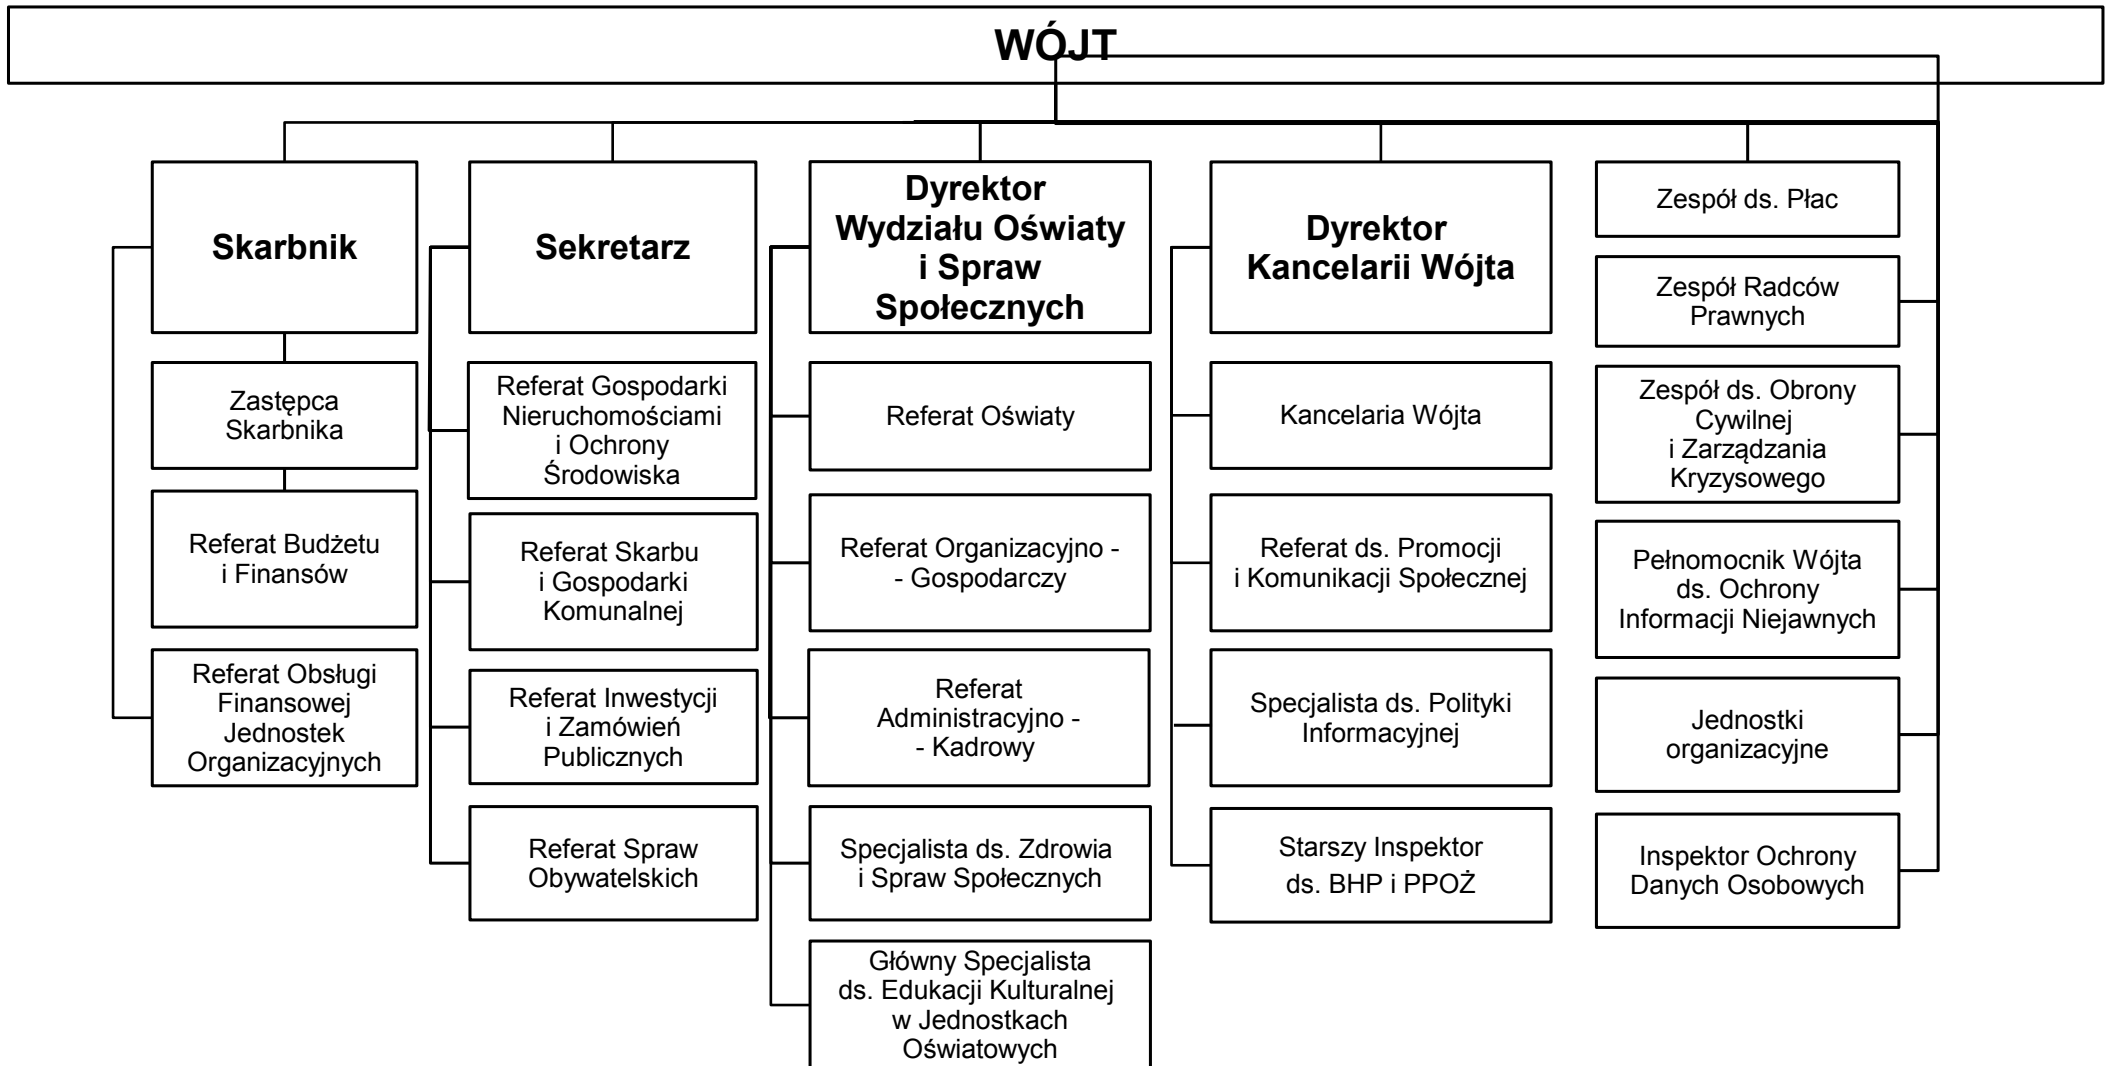 WÓJT
Skarbnik
Zastępca
Skarbnika
Referat Budżetu
i Finansów
Referat Obsługi
Finansowej
Jednostek
Organizacyjnych
Sekretarz
Referat Gospodarki
Nieruchomościami
i Ochrony
Środowiska
Referat Skarbu
i Gospodarki
Komunalnej
Referat Inwestycji
i Zamówień
Publicznych
Referat Spraw
Obywatelskich
Dyrektor
Wydziału Oświaty
i Spraw
Społecznych
Referat Oświaty
Referat Organizacyjno -
- Gospodarczy
Referat
Administracyjno -
- Kadrowy
Specjalista ds. Zdrowia
i Spraw Społecznych
Główny Specjalista
ds. Edukacji Kulturalnej
w Jednostkach
Oświatowych
Dyrektor
Kancelarii Wójta
Kancelaria Wójta
Referat ds. Promocji
i Komunikacji Społecznej
Specjalista ds. Polityki
Informacyjnej
Starszy Inspektor
ds. BHP i PPOŻ
Zespół ds. Płac
Zespół Radców
Prawnych
Zespół ds. Obrony
Cywilnej
i Zarządzania
Kryzysowego
Pełnomocnik Wójta
ds. Ochrony
Informacji Niejawnych
Jednostki
organizacyjne
Inspektor Ochrony
Danych Osobowych